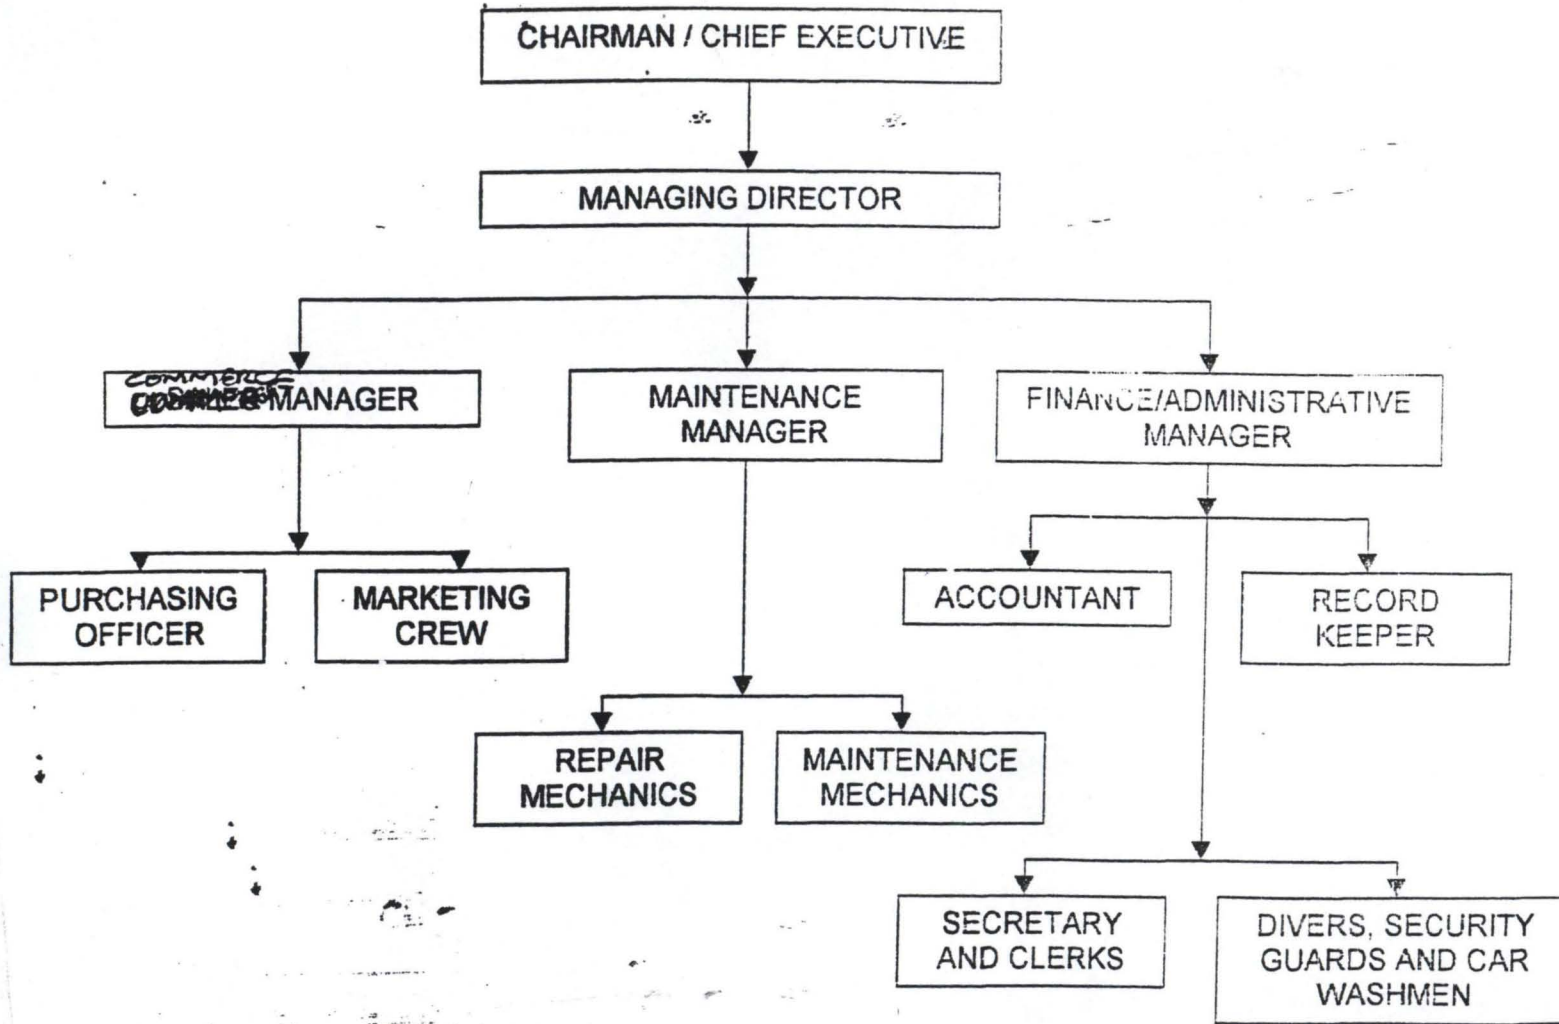 CHAIRMAN / CHIEF EXECUTIVE
MANAGING DIRECTOR
COMMERCE
MANAGER
MAINTENANCE
MANAGER
FINANCE/ADMINISTRATIVE
MANAGER
PURCHASING
OFFICER
MARKETING
CREW
ACCOUNTANT
RECORD
KEEPER
REPAIR
MECHANICS
MAINTENANCE
MECHANICS
SECRETARY
AND CLERKS
DIVERS, SECURITY
GUARDS AND CAR
WASHMEN